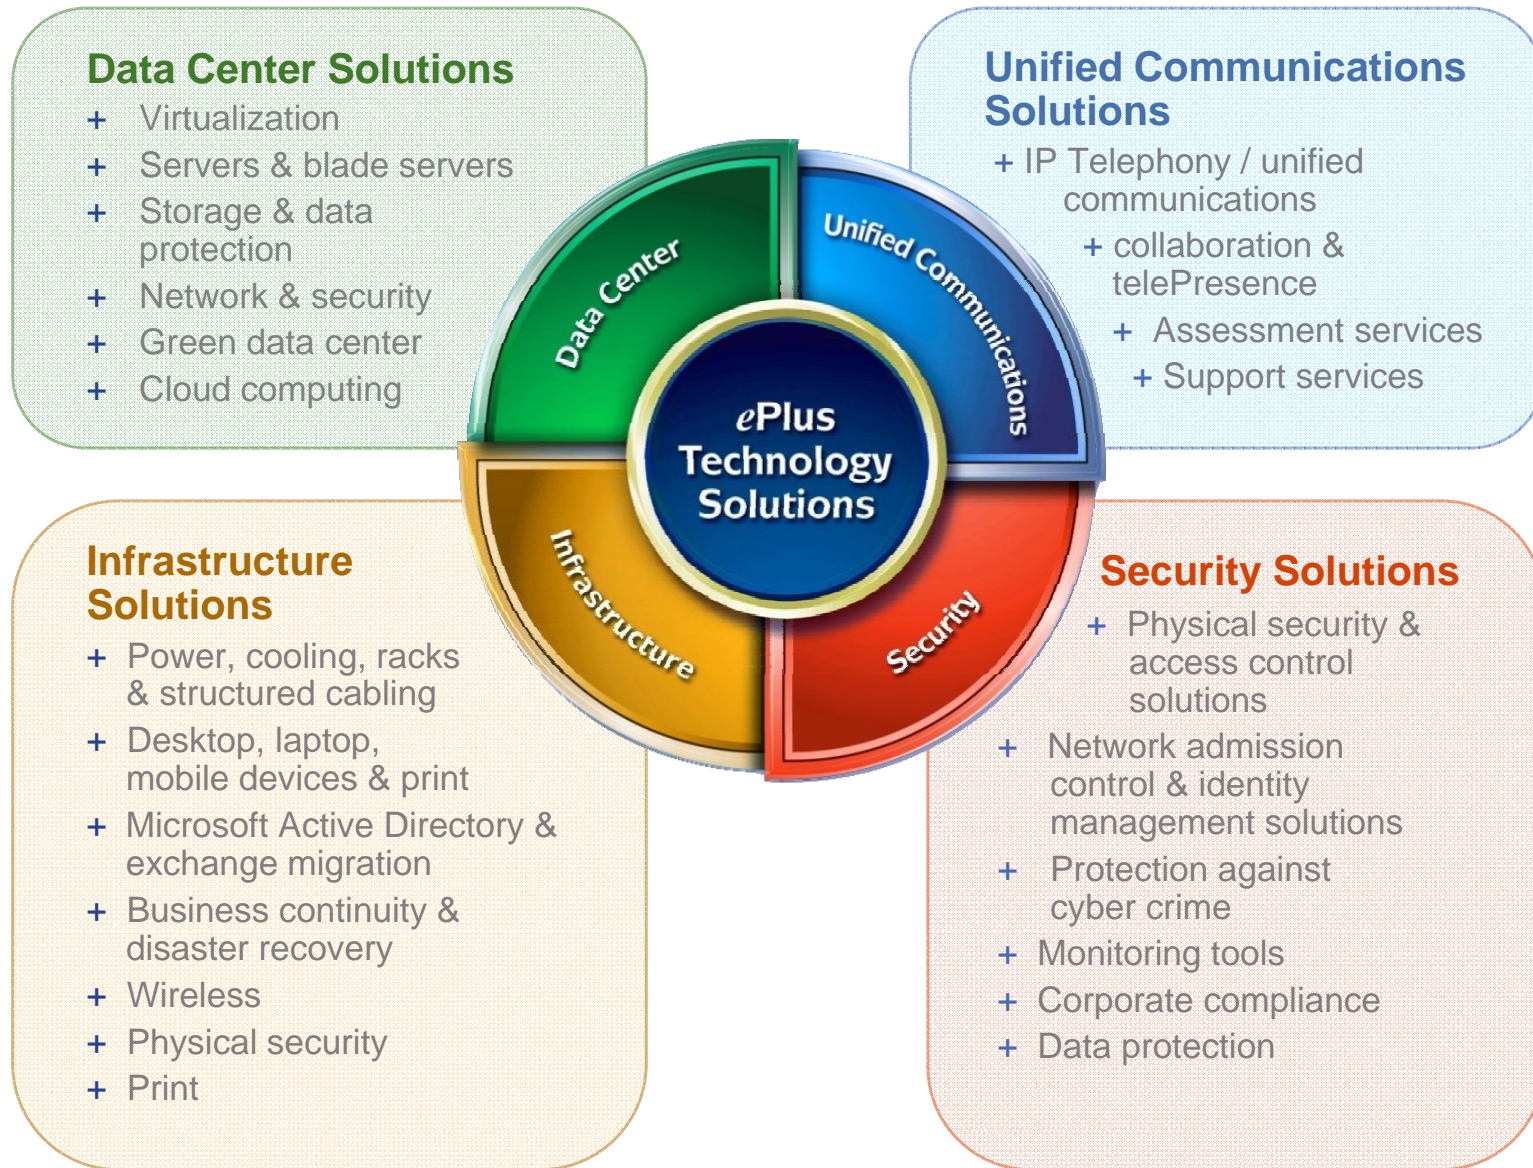 Data Center Solutions
+ Virtualization
+ Servers & blade servers
+ Storage & data
protection
+ Network & security
+ Green data center
+ Cloud computing
Unified Communications
Solutions
+ IP Telephony / unified
communications
+ collaboration &
telePresence
+ Assessment services
+ Support services
Data Center
Unified Communications
ePlus
Technology
Solutions
Infrastructure
Security
Infrastructure
Solutions
+ Power, cooling, racks
& structured cabling
+ Desktop, laptop,
mobile devices & print
+ Microsoft Active Directory &
exchange migration
+ Business continuity &
disaster recovery
+ Wireless
+ Physical security
+ Print
Security Solutions
+ Physical security &
access control
solutions
+ Network admission
control & identity
management solutions
+ Protection against
cyber crime
+ Monitoring tools
+ Corporate compliance
+ Data protection